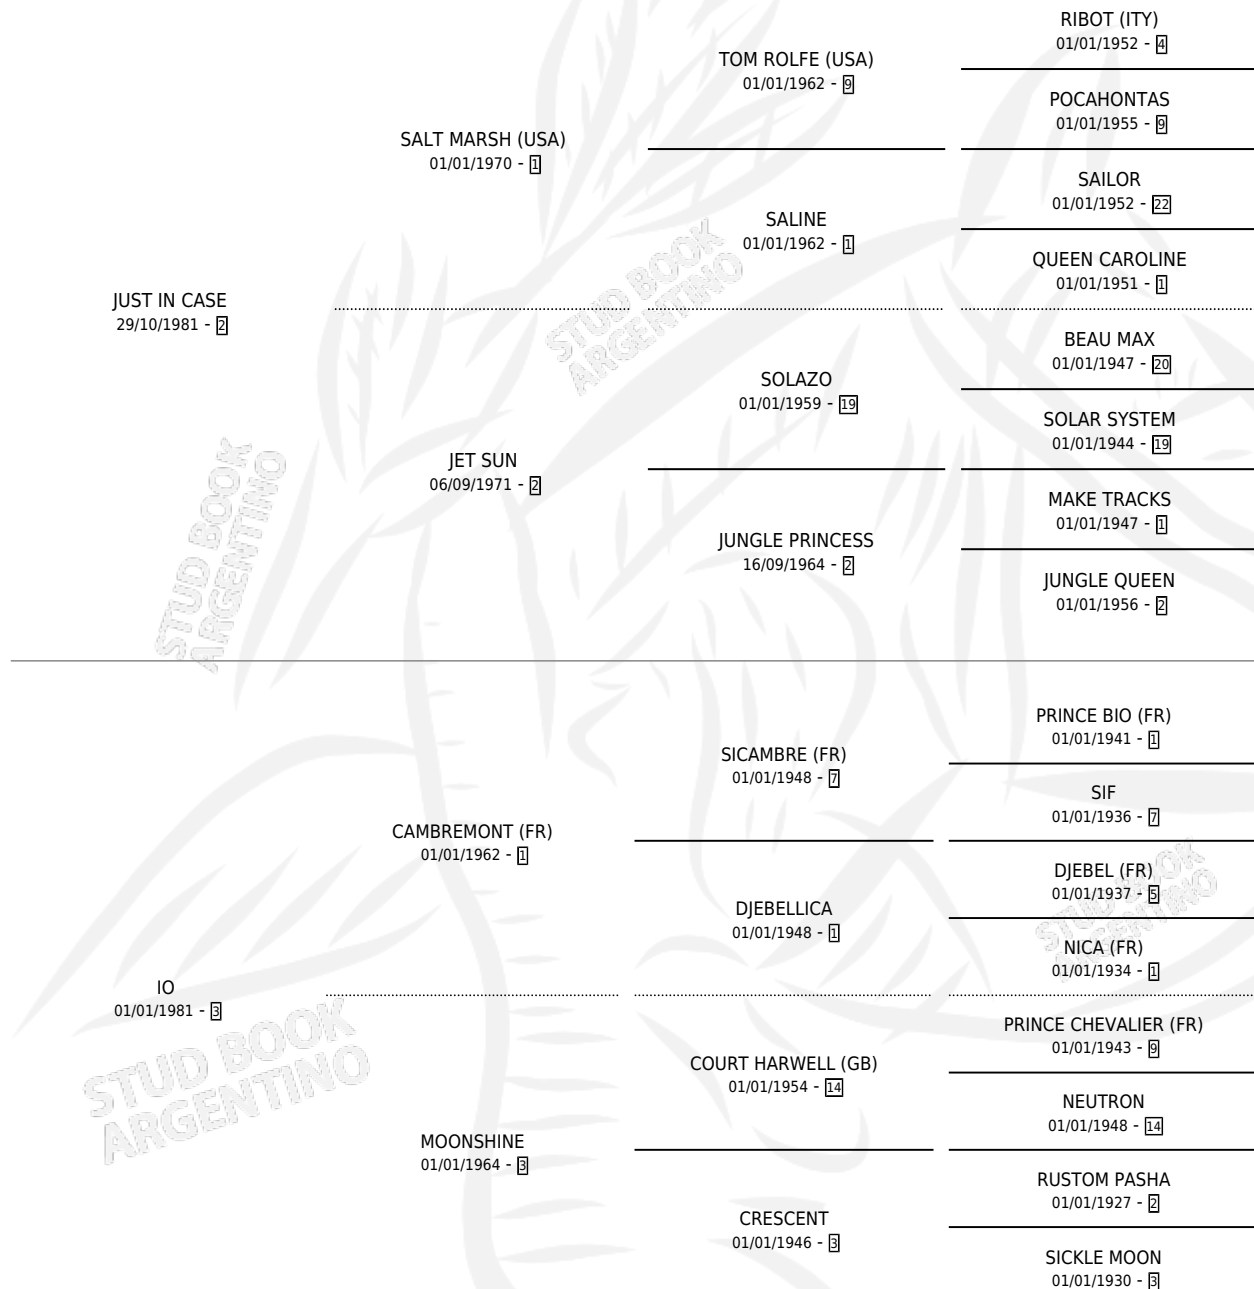 RIBOT (ITY)
01/01/1952 - 4
TOM ROLFE (USA)
01/01/1962 - 9
POCAHONTAS
01/01/1955 - 9
SALT MARSH (USA)
01/01/1970 - 1
SAILOR
01/01/1952 - 22
SALINE
01/01/1962 - 1
QUEEN CAROLINE
01/01/1951 - 1
STUD BOOK
ARGENTINO
JUST IN CASE
29/10/1981 - 2
BEAU MAX
01/01/1947 - 20
SOLAZO
01/01/1959 - 19
SOLAR SYSTEM
01/01/1944 - 19
JET SUN
06/09/1971 - 2
MAKE TRACKS
01/01/1947 - 1
JUNGLE PRINCESS
16/09/1964 - 2
JUNGLE QUEEN
01/01/1956 - 2
STUD BOOK
ARGENTINO
PRINCE BIO (FR)
01/01/1941 - 1
SICAMBRE (FR)
01/01/1948 - 7
SIF
01/01/1936 - 7
CAMBREMONT (FR)
01/01/1962 - 1
DJEBEL (FR)
01/01/1937 - 5
DJEBELLICA
01/01/1948 - 1
NICA (FR)
01/01/1934 - 1
STUD BOOK
ARGENTINO
IO
01/01/1981 - 3
PRINCE CHEVALIER (FR)
01/01/1943 - 9
COURT HARWELL (GB)
01/01/1954 - 14
NEUTRON
01/01/1948 - 14
STUD BOOK
ARGENTINO
MOONSHINE
01/01/1964 - 3
RUSTOM PASHA
01/01/1927 - 2
CRESCENT
01/01/1946 - 3
SICKLE MOON
01/01/1930 - 3